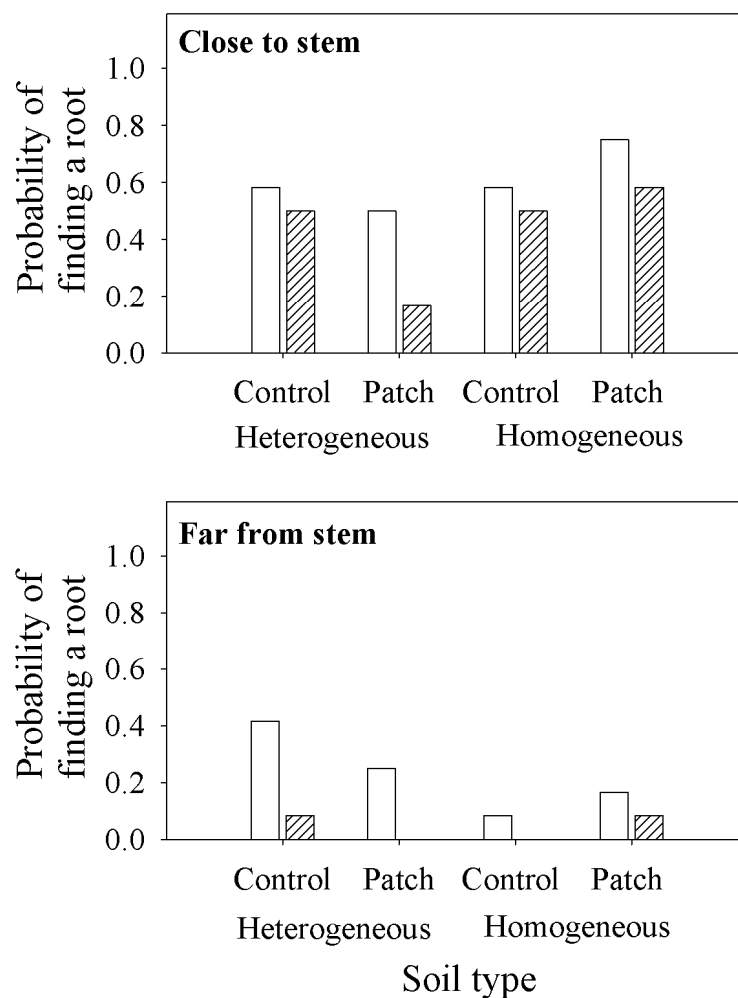 Close to stem
Probability of
finding a root
1.0
0.8
0.6
0.4
0.2
0.0
Control Patch Control Patch
Heterogeneous Homogeneous
Far from stem
Probability of
finding a root
1.0
0.8
0.6
0.4
0.2
0.0
Control Patch Control Patch
Heterogeneous Homogeneous
Soil type